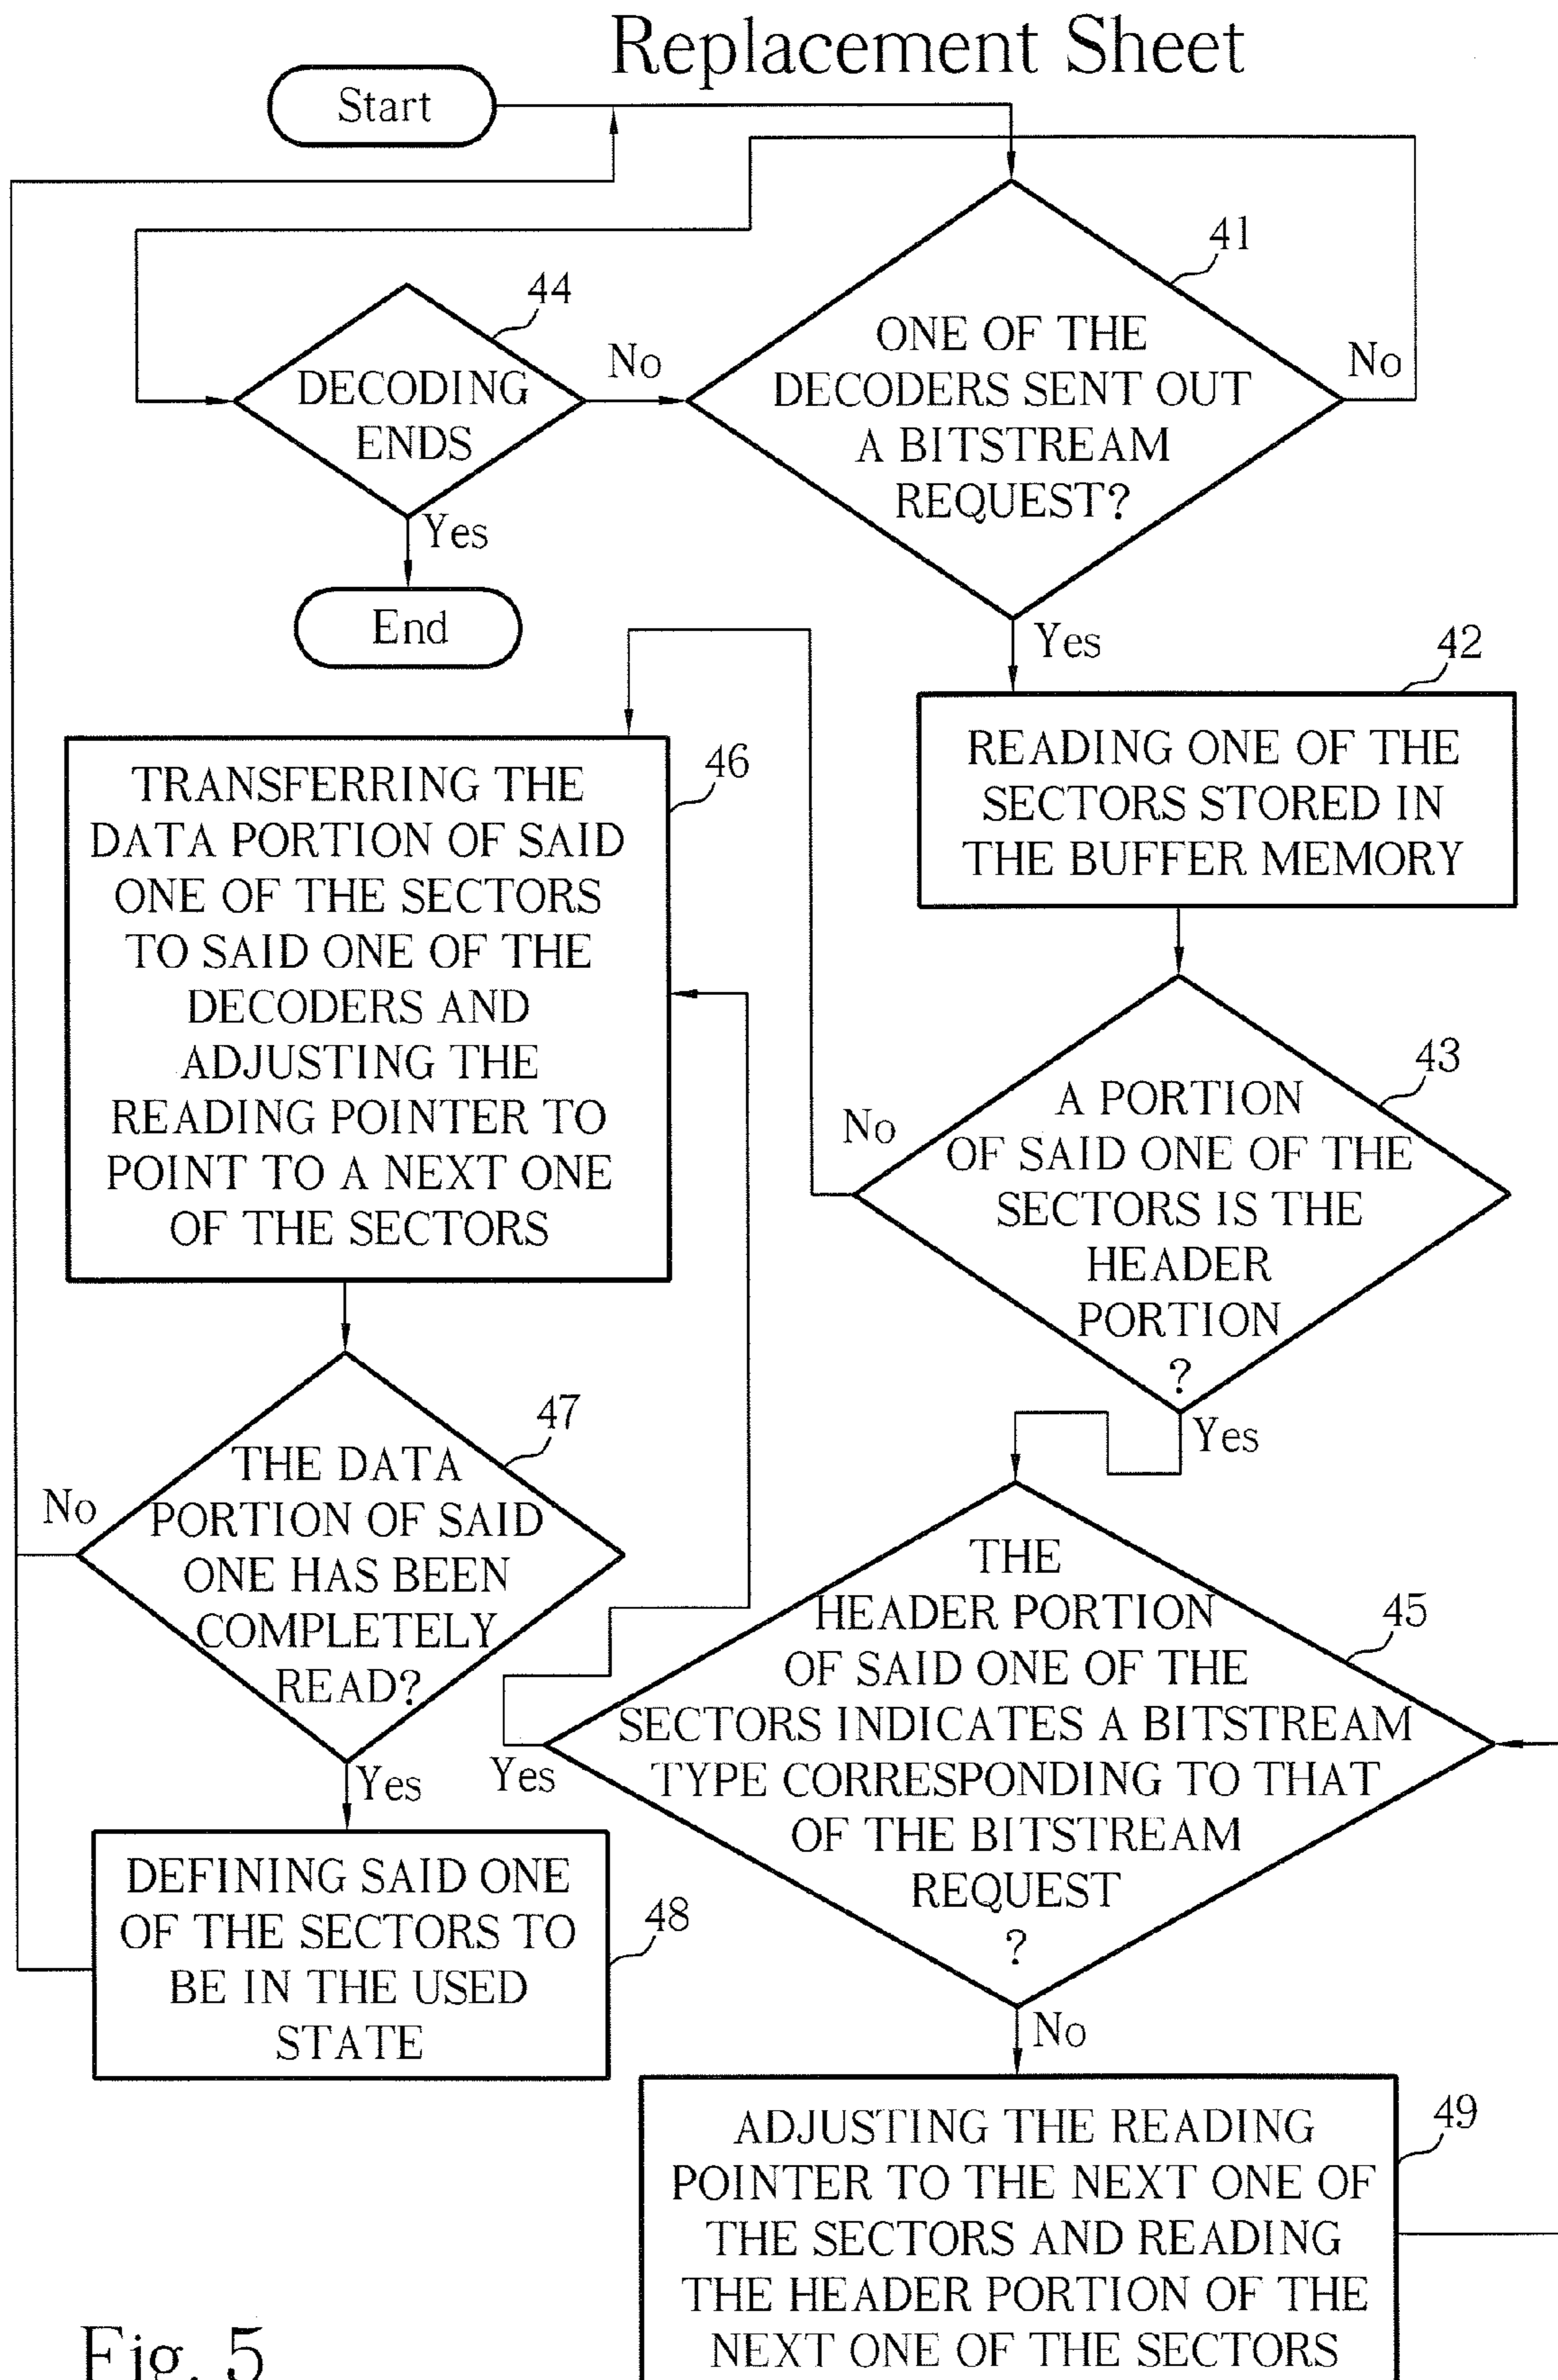 Replacement Sheet
Start
41
44
ONE OF THE
DECODERS SENT OUT
A BITSTREAM
REQUEST?
No
No
DECODING
ENDS
Yes
End
Yes
42
READING ONE OF THE
SECTORS STORED IN
THE BUFFER MEMORY
46
TRANSFERRING THE
DATA PORTION OF SAID
ONE OF THE SECTORS
TO SAID ONE OF THE
DECODERS AND
ADJUSTING THE
READING POINTER TO
POINT TO A NEXT ONE
OF THE SECTORS
43
No
A PORTION
OF SAID ONE OF THE
SECTORS IS THE
HEADER
PORTION
?
Yes
47
No
THE DATA
PORTION OF SAID
ONE HAS BEEN
COMPLETELY
READ?
Yes
45
THE
HEADER PORTION
OF SAID ONE OF THE
SECTORS INDICATES A BITSTREAM
TYPE CORRESPONDING TO THAT
OF THE BITSTREAM
REQUEST
?
Yes
No
48
DEFINING SAID ONE
OF THE SECTORS TO
BE IN THE USED
STATE
49
ADJUSTING THE READING
POINTER TO THE NEXT ONE OF
THE SECTORS AND READING
THE HEADER PORTION OF THE
NEXT ONE OF THE SECTORS
Fig. 5